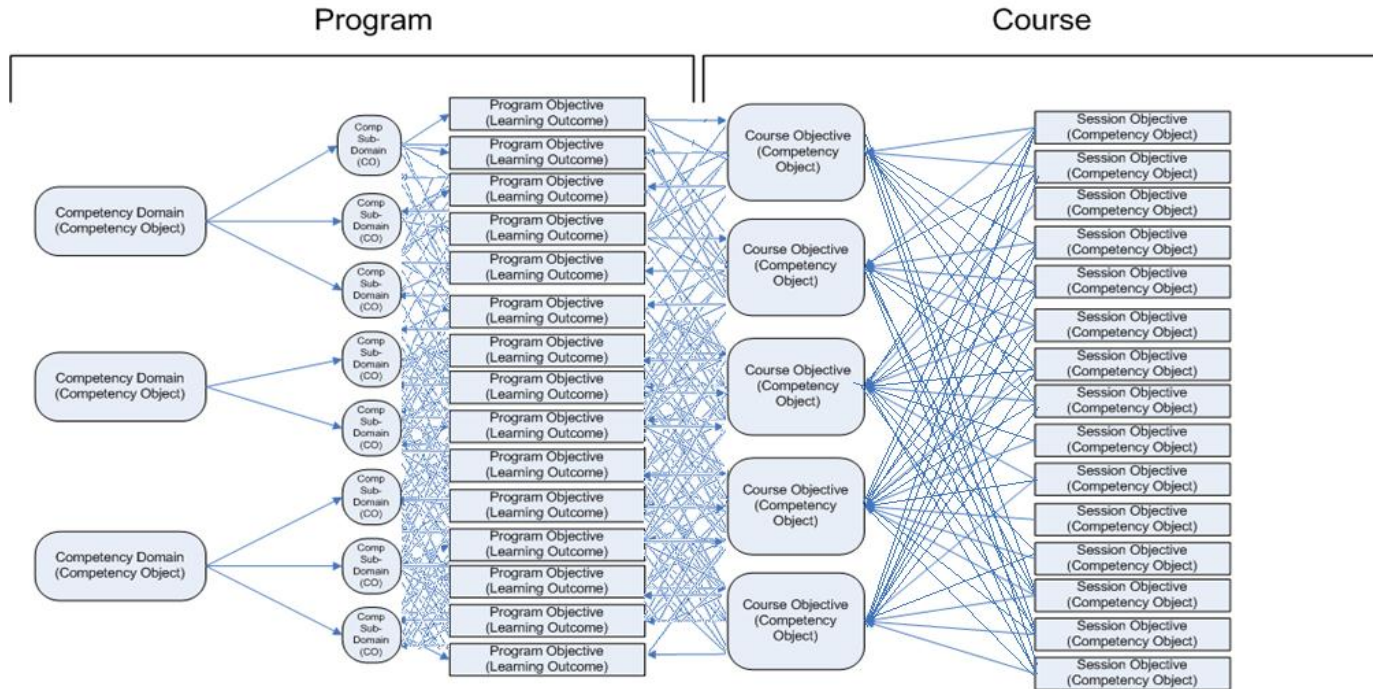 Program
Course
Competency Domain
(Competency Object)
Competency Domain
(Competency Object)
Competency Domain
(Competency Object)
Comp
Sub-
Domain
(CO)
Comp
Sub-
Domain
(CO)
Comp
Sub-
Domain
(CO)
Comp
Sub-
Domain
(CO)
Comp
Sub-
Domain
(CO)
Comp
Sub-
Domain
(CO)
Comp
Sub-
Domain
(CO)
Comp
Sub-
Domain
(CO)
Program Objective
(Learning Outcome)
Program Objective
(Learning Outcome)
Program Objective
(Learning Outcome)
Program Objective
(Learning Outcome)
Program Objective
(Learning Outcome)
Program Objective
(Learning Outcome)
Program Objective
(Learning Outcome)
Program Objective
(Learning Outcome)
Program Objective
(Learning Outcome)
Program Objective
(Learning Outcome)
Program Objective
(Learning Outcome)
Program Objective
(Learning Outcome)
Program Objective
(Learning Outcome)
Program Objective
(Learning Outcome)
Program Objective
(Learning Outcome)
Course Objective
(Competency
Object)
Course Objective
(Competency
Object)
Course Objective
(Competency
Object)
Course Objective
(Competency
Object)
Course Objective
(Competency
Object)
Session Objective
(Competency Object)
Session Objective
(Competency Object)
Session Objective
(Competency Object)
Session Objective
(Competency Object)
Session Objective
(Competency Object)
Session Objective
(Competency Object)
Session Objective
(Competency Object)
Session Objective
(Competency Object)
Session Objective
(Competency Object)
Session Objective
(Competency Object)
Session Objective
(Competency Object)
Session Objective
(Competency Object)
Session Objective
(Competency Object)
Session Objective
(Competency Object)
Session Objective
(Competency Object)